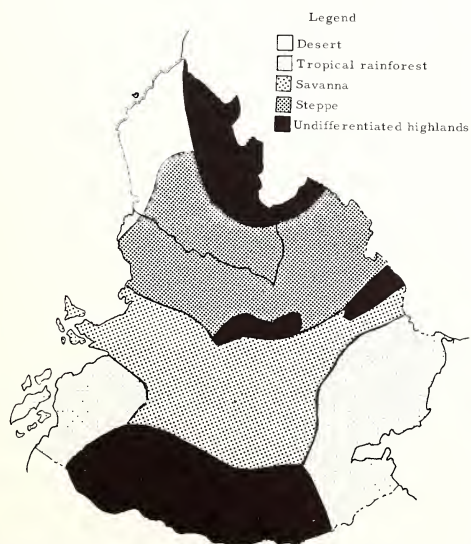 Legend
Desert
Tropical rainforest
Savanna
Steppe
Undifferentiated highlands